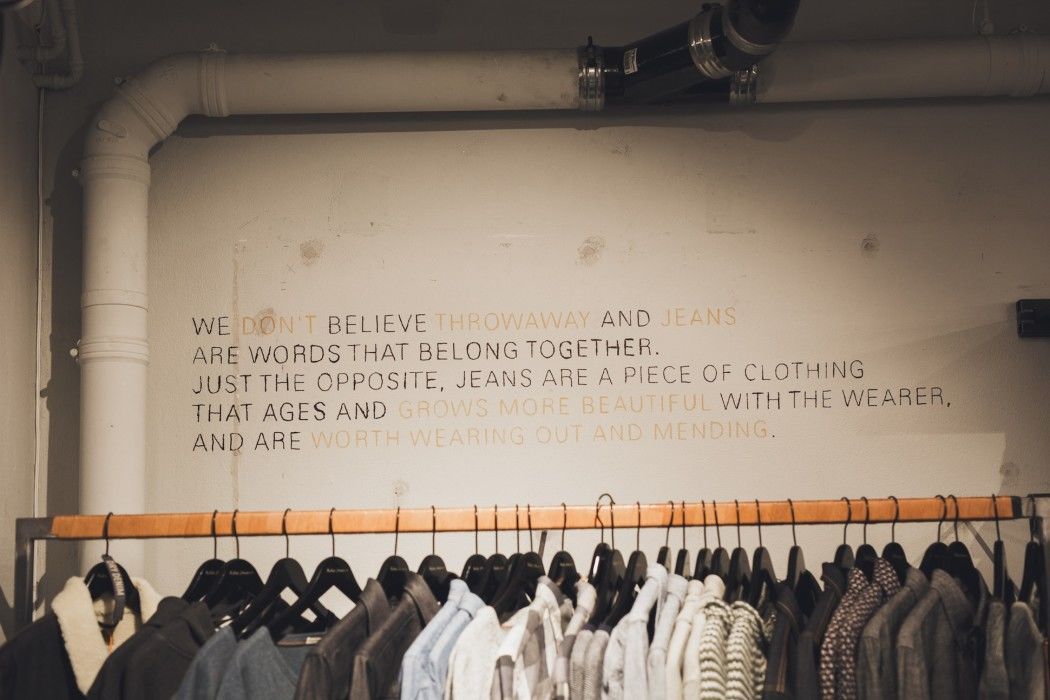 WE DON'T BELIEVE THROWAWAY AND JEANS
ARE WORDS THAT BELONG TOGETHER.
JUST THE OPPOSITE, JEANS ARE A PIECE OF CLOTHING
THAT AGES AND GROWS MORE BEAUTIFUL WITH THE WEARER,
AND ARE WORTH WEARING OUT AND MENDING.